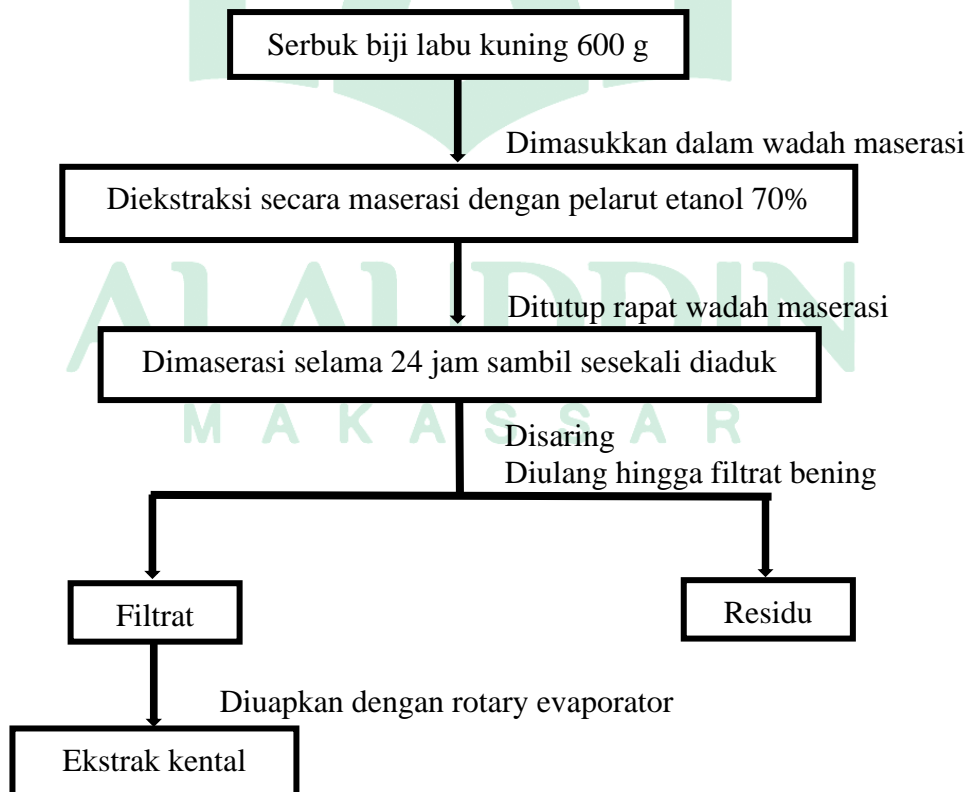 Serbuk biji labu kuning 600 g
Dimasukkan dalam wadah maserasi
Diekstraksi secara maserasi dengan pelarut etanol 70%
ALAUDDIN
Ditutup rapat wadah maserasi
Dimaserasi selama 24 jam sambil sesekali diaduk
MAKASSAR
Disaring
Diulang hingga filtrat bening
Filtrat
Residu
Diuapkan dengan rotary evaporator
Ekstrak kental